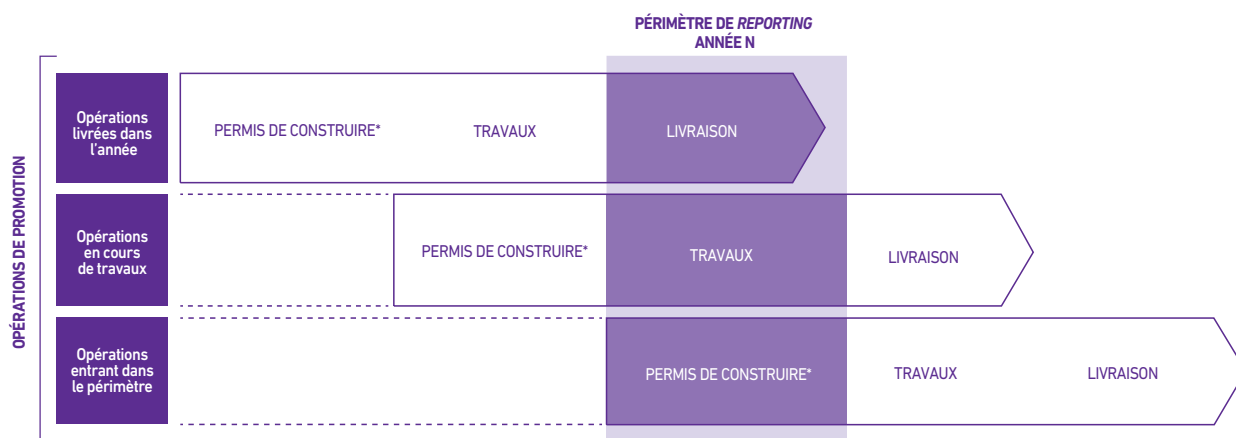 PÉRIMÈTRE DE REPORTING
ANNÉE N
OPÉRATIONS DE PROMOTION
Opérations
livrées dans
l'année
PERMIS DE CONSTRUIRE*
TRAVAUX
LIVRAISON
Opérations
en cours
de travaux
PERMIS DE CONSTRUIRE*
TRAVAUX
LIVRAISON
Opérations
entrant dans
le périmètre
PERMIS DE CONSTRUIRE*
TRAVAUX
LIVRAISON